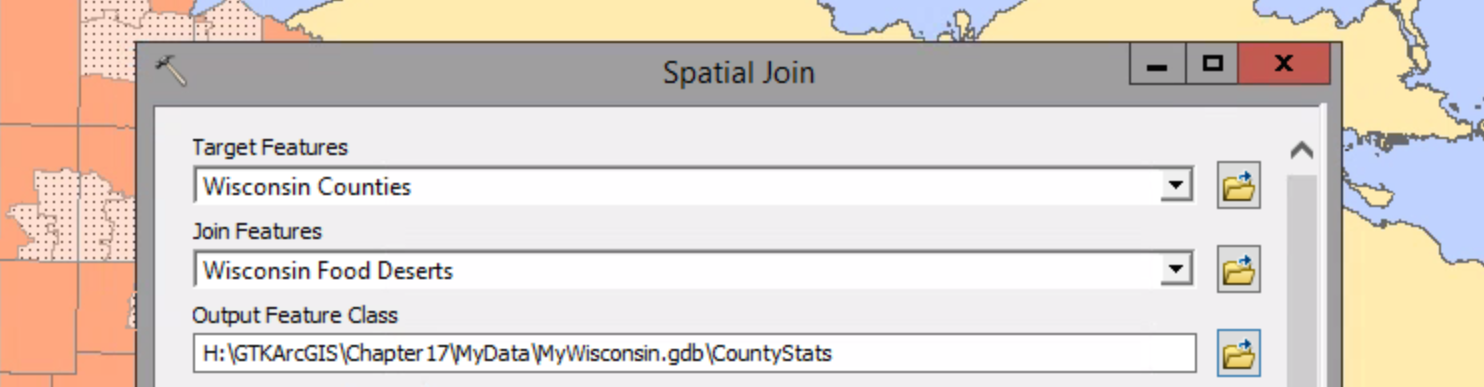 Spatial Join
Target Features
Wisconsin Counties
Join Features
Wisconsin Food Deserts
Output Feature Class
H:\GTKArcGIS\Chapter17\MyData\MyWisconsin.gdb\CountyStats